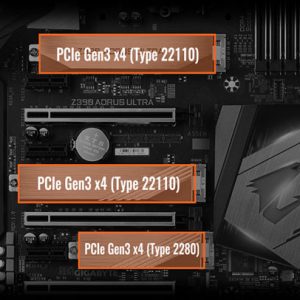 PCIe Gen3 x4 (Type 22110)
Z390 AORUS ULTRA
PCIe Gen3 x4 (Type 22110)
PCIe Gen3 x4 (Type 2280)
GIGABYTE